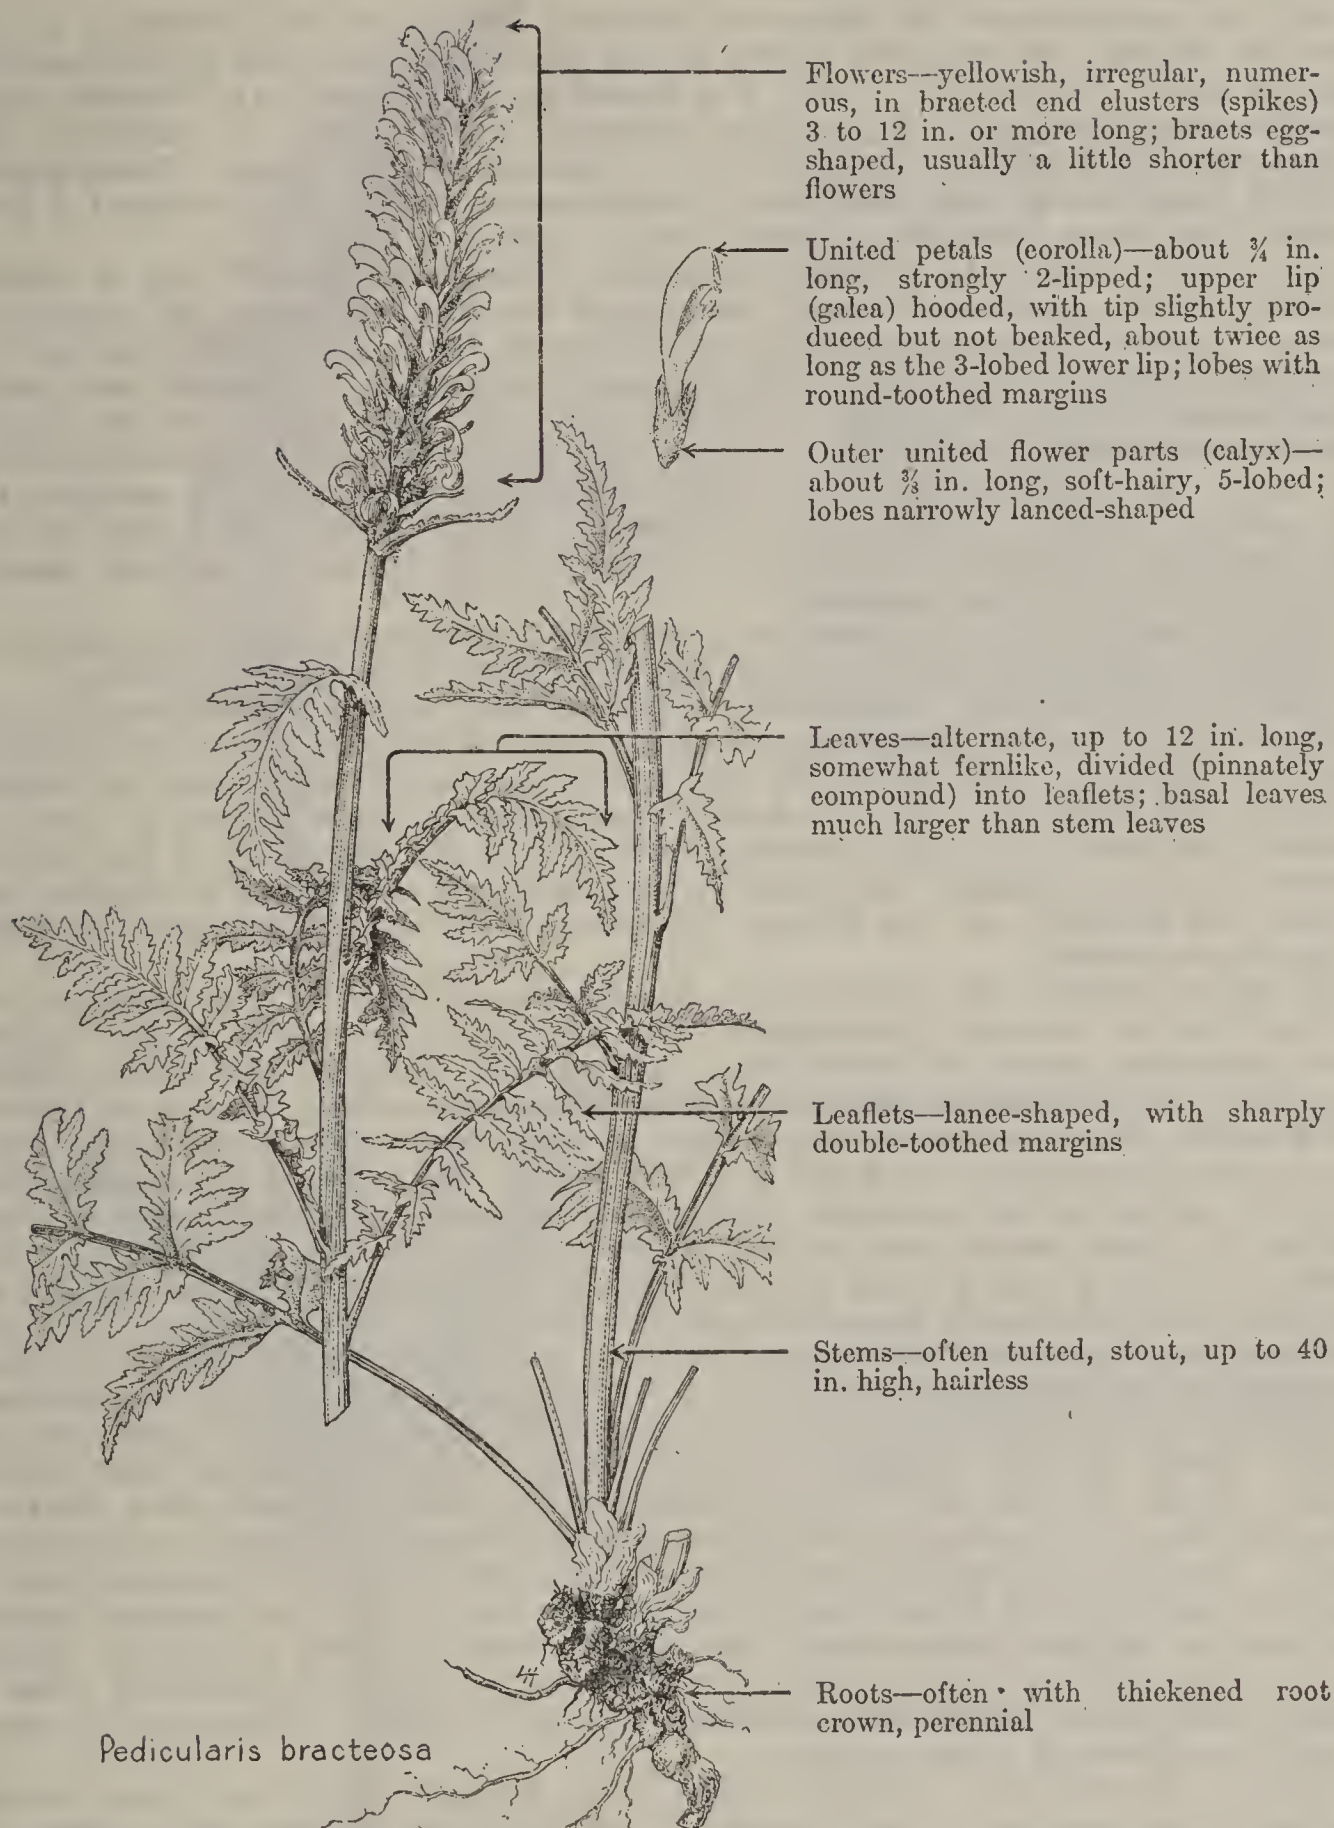 Flowers—yellowish, irregular, numer-
ous, in bracted end clusters (spikes)
3 to 12 in. or more long; bracts egg-
shaped, usually a little shorter than
flowers
United petals (corolla)—about ¾ in.
long, strongly 2-lipped; upper lip
(galea) hooded, with tip slightly pro-
duced but not beaked, about twice as
long as the 3-lobed lower lip; lobes with
round-toothed margins
Outer united flower parts (calyx)—
about ⅜ in. long, soft-hairy, 5-lobed;
lobes narrowly lanced-shaped
Leaves—alternate, up to 12 in. long,
somewhat fernlike, divided (pinnately
compound) into leaflets; basal leaves
much larger than stem leaves
Leaflets—lance-shaped, with sharply
double-toothed margins
Stems—often tufted, stout, up to 40
in. high, hairless
LH
Roots—often with thickened root
crown, perennial
Pedicularis bracteosa